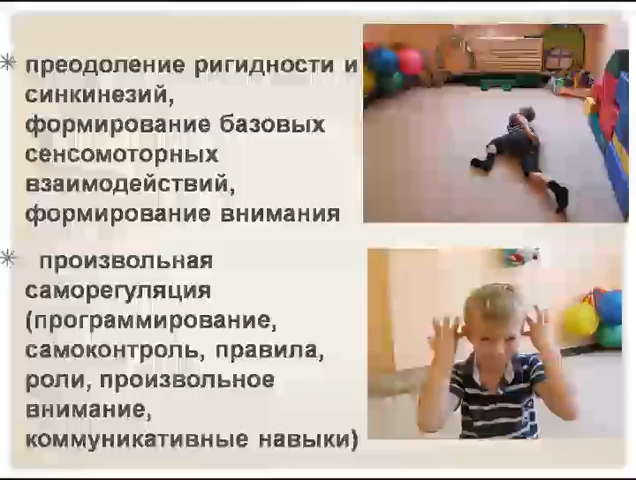 преодоление ригидности и
синкинезий,
формирование базовых
сенсомоторных
взаимодействий,
формирование внимания
произвольная
саморегуляция
(программирование,
самоконтроль, правила,
роли, произвольное
внимание,
коммуникативные навыки)